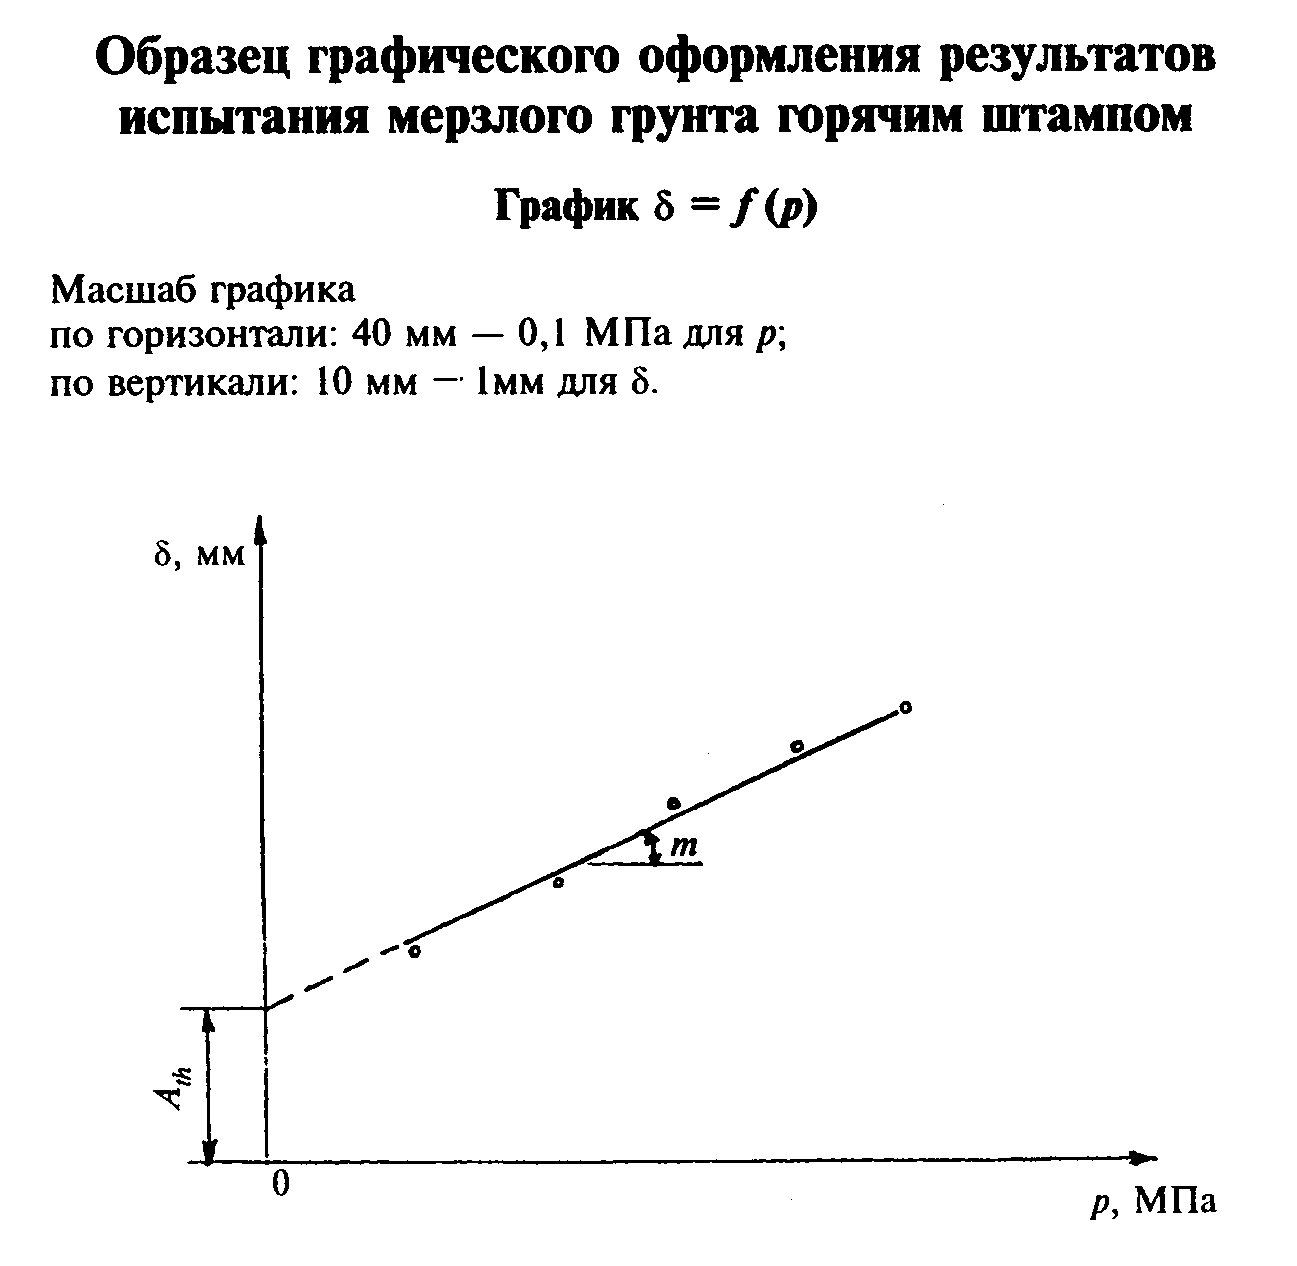 Образец графического оформления результатов
испытания мерзлого грунта горячим штампом
График δ = f (p)
Масшаб графика
по горизонтали: 40 мм — 0,1 МПа для p;
по вертикали: 10 мм — 1мм для δ.
δ, мм
m
A_th
0
p, МПа